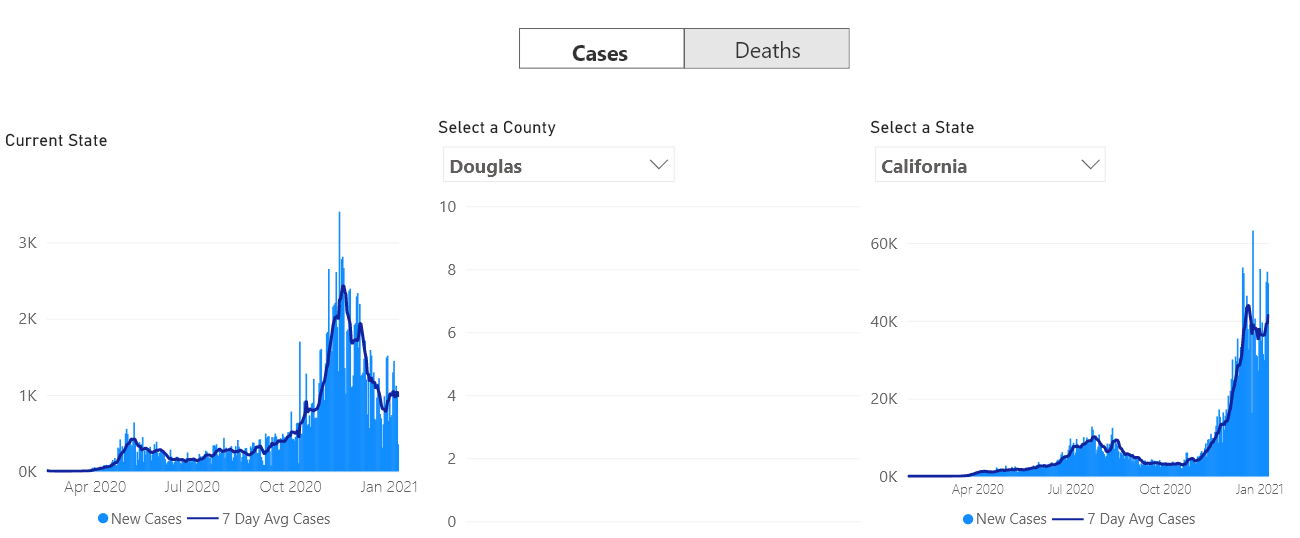 Cases
Deaths
Current State
3K
2K
1K
0K
Apr 2020
Jul 2020
Oct 2020
Jan 2021
New Cases
7 Day Avg Cases
Select a County
Douglas
10
8
6
4
2
0
Select a State
California
60K
40K
20K
0K
Apr 2020
Jul 2020
Oct 2020
Jan 2021
New Cases
7 Day Avg Cases